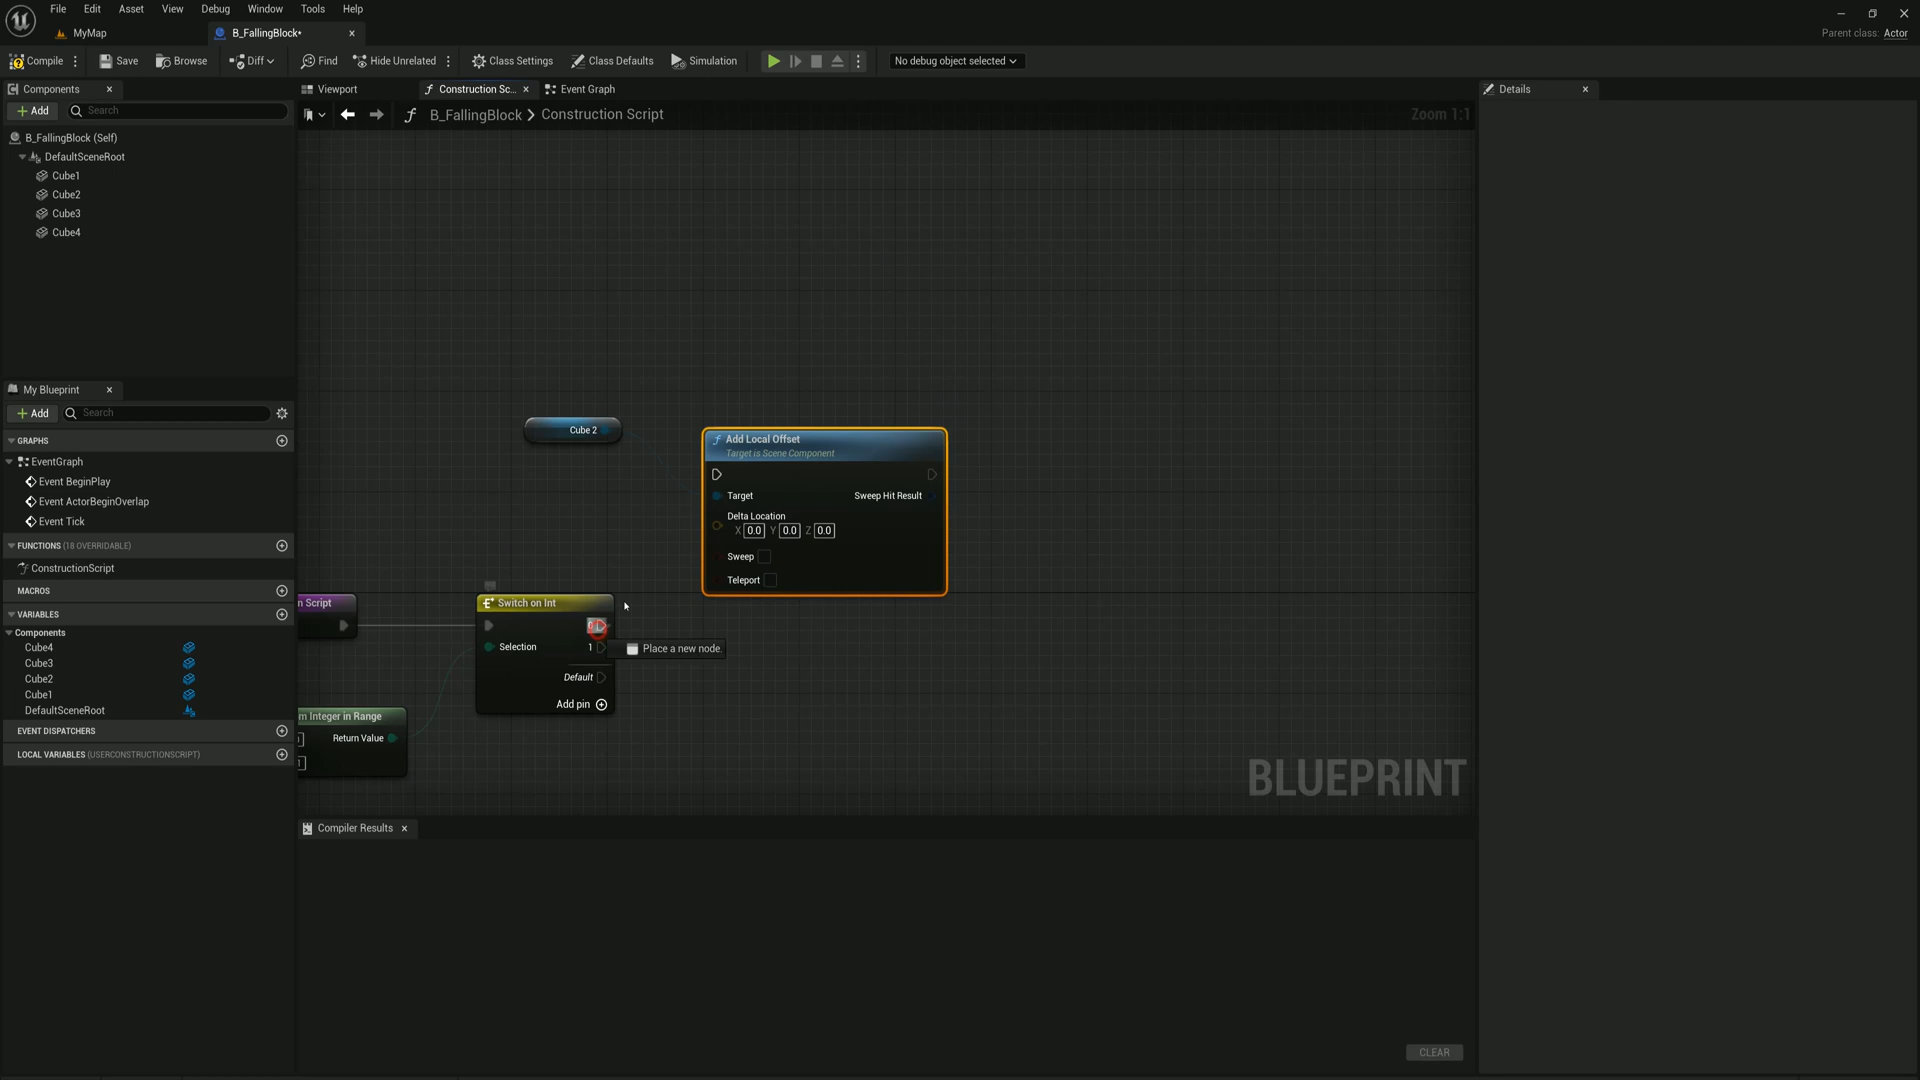 File Edit Asset View Debug Window Tools Help
MyMap
B_FallingBlock*
Parent class: Actor
Compile
Save
Browse
Diff
Find
Hide Unrelated
Class Settings
Class Defaults
Simulation
No debug object selected
Components
Viewport
Construction Sc...
Event Graph
Details
+ Add
Search
B_FallingBlock > Construction Script
Zoom 1:1
B_FallingBlock (Self)
DefaultSceneRoot
Cube1
Cube2
Cube3
Cube4
My Blueprint
+ Add
Search
GRAPHS
EventGraph
Event BeginPlay
Event ActorBeginOverlap
Event Tick
FUNCTIONS (18 OVERRIDABLE)
ConstructionScript
MACROS
VARIABLES
Components
Cube4
Cube3
Cube2
Cube1
DefaultSceneRoot
EVENT DISPATCHERS
LOCAL VARIABLES (USERCONSTRUCTIONSCRIPT)
Cube 2
Add Local Offset
Target is Scene Component
Target
Sweep Hit Result
Delta Location
X 0.0 Y 0.0 Z 0.0
Sweep
Teleport
n Script
Switch on Int
Selection
1
Default
Add pin
Place a new node.
m Integer in Range
Return Value
BLUEPRINT
Compiler Results
CLEAR